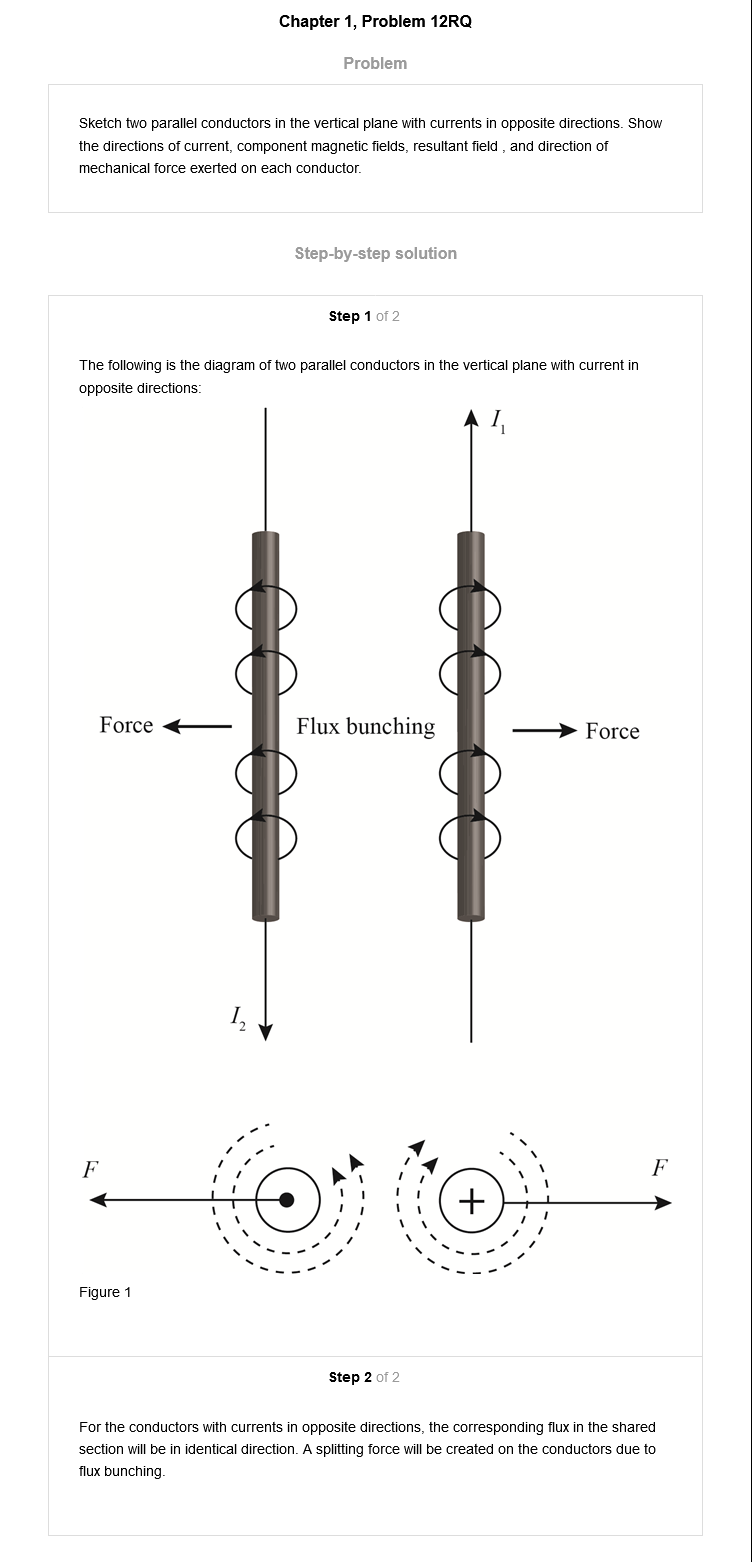 Chapter 1, Problem 12RQ
Problem
Sketch two parallel conductors in the vertical plane with currents in opposite directions. Show
the directions of current, component magnetic fields, resultant field , and direction of
mechanical force exerted on each conductor.
Step-by-step solution
Step 1 of 2
The following is the diagram of two parallel conductors in the vertical plane with current in
opposite directions:
I1
Force
Flux bunching
Force
I2
F
F
+
Figure 1
Step 2 of 2
For the conductors with currents in opposite directions, the corresponding flux in the shared
section will be in identical direction. A splitting force will be created on the conductors due to
flux bunching.